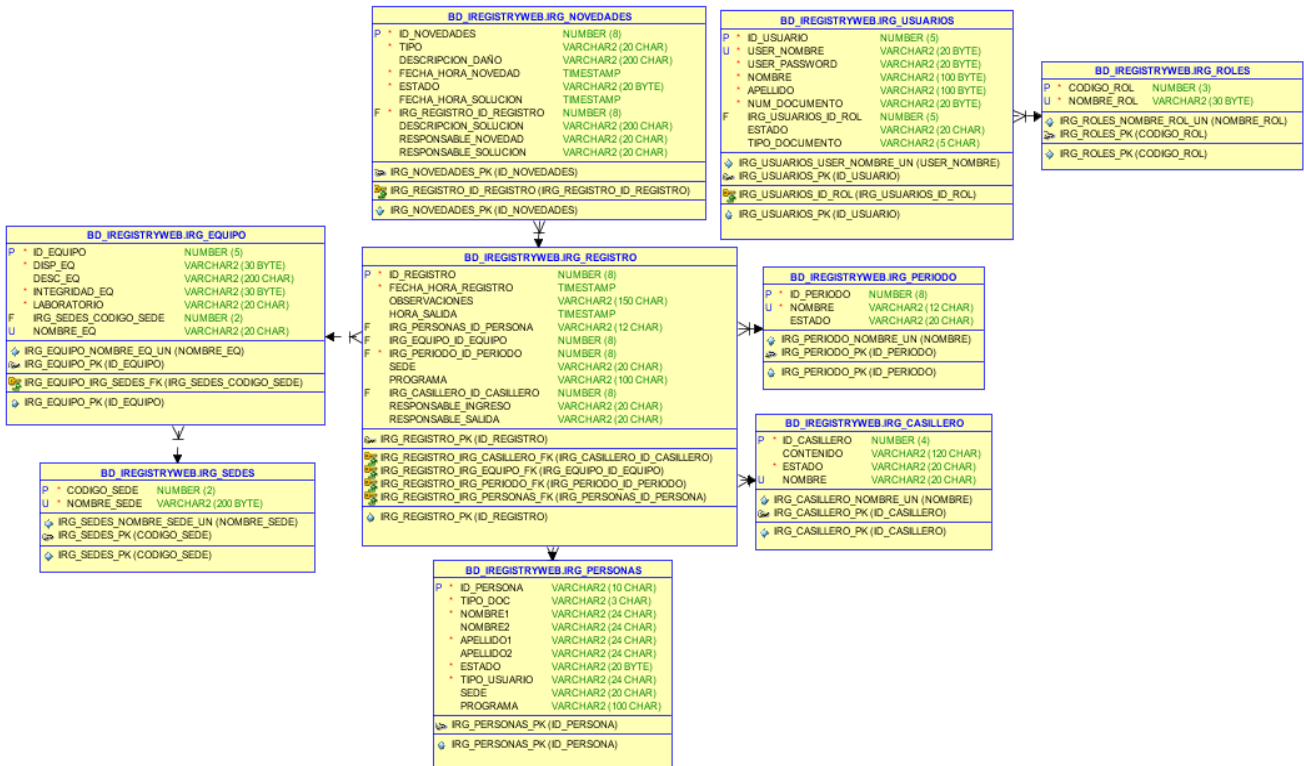 BD_IREGISTRYWEB.IRG_NOVEDADES
P * ID_NOVEDADES NUMBER (8)
* TIPO VARCHAR2 (20 CHAR)
DESCRIPCION_DAÑO VARCHAR2 (200 CHAR)
* FECHA_HORA_NOVEDAD TIMESTAMP
* ESTADO VARCHAR2 (20 BYTE)
FECHA_HORA_SOLUCION TIMESTAMP
F * IRG_REGISTRO_ID_REGISTRO NUMBER (8)
DESCRIPCION_SOLUCION VARCHAR2 (200 CHAR)
RESPONSABLE_NOVEDAD VARCHAR2 (20 CHAR)
RESPONSABLE_SOLUCION VARCHAR2 (20 CHAR)
IRG_NOVEDADES_PK (ID_NOVEDADES)
IRG_REGISTRO_ID_REGISTRO (IRG_REGISTRO_ID_REGISTRO)
IRG_NOVEDADES_PK (ID_NOVEDADES)
BD_IREGISTRYWEB.IRG_USUARIOS
P * ID_USUARIO NUMBER (5)
U * USER_NOMBRE VARCHAR2 (20 BYTE)
* USER_PASSWORD VARCHAR2 (20 BYTE)
* NOMBRE VARCHAR2 (100 BYTE)
* APELLIDO VARCHAR2 (100 BYTE)
* NUM_DOCUMENTO VARCHAR2 (20 BYTE)
F IRG_USUARIOS_ID_ROL NUMBER (5)
ESTADO VARCHAR2 (20 CHAR)
TIPO_DOCUMENTO VARCHAR2 (5 CHAR)
IRG_USUARIOS_USER_NOMBRE_UN (USER_NOMBRE)
IRG_USUARIOS_PK (ID_USUARIO)
IRG_USUARIOS_ID_ROL (IRG_USUARIOS_ID_ROL)
IRG_USUARIOS_PK (ID_USUARIO)
BD_IREGISTRYWEB.IRG_ROLES
P * CODIGO_ROL NUMBER (3)
U * NOMBRE_ROL VARCHAR2 (30 BYTE)
IRG_ROLES_NOMBRE_ROL_UN (NOMBRE_ROL)
IRG_ROLES_PK (CODIGO_ROL)
IRG_ROLES_PK (CODIGO_ROL)
BD_IREGISTRYWEB.IRG_EQUIPO
P * ID_EQUIPO NUMBER (5)
* DISP_EQ VARCHAR2 (30 BYTE)
DESC_EQ VARCHAR2 (200 CHAR)
* INTEGRIDAD_EQ VARCHAR2 (30 BYTE)
* LABORATORIO VARCHAR2 (20 CHAR)
F IRG_SEDES_CODIGO_SEDE NUMBER (2)
U NOMBRE_EQ VARCHAR2 (20 CHAR)
IRG_EQUIPO_NOMBRE_EQ_UN (NOMBRE_EQ)
IRG_EQUIPO_PK (ID_EQUIPO)
IRG_EQUIPO_IRG_SEDES_FK (IRG_SEDES_CODIGO_SEDE)
IRG_EQUIPO_PK (ID_EQUIPO)
BD_IREGISTRYWEB.IRG_REGISTRO
P * ID_REGISTRO NUMBER (8)
* FECHA_HORA_REGISTRO TIMESTAMP
OBSERVACIONES VARCHAR2 (150 CHAR)
HORA_SALIDA TIMESTAMP
F IRG_PERSONAS_ID_PERSONA VARCHAR2 (12 CHAR)
F IRG_EQUIPO_ID_EQUIPO NUMBER (8)
F * IRG_PERIODO_ID_PERIODO NUMBER (8)
SEDE VARCHAR2 (20 CHAR)
PROGRAMA VARCHAR2 (100 CHAR)
F IRG_CASILLERO_ID_CASILLERO NUMBER (8)
RESPONSABLE_INGRESO VARCHAR2 (20 CHAR)
RESPONSABLE_SALIDA VARCHAR2 (20 CHAR)
IRG_REGISTRO_PK (ID_REGISTRO)
IRG_REGISTRO_IRG_CASILLERO_FK (IRG_CASILLERO_ID_CASILLERO)
IRG_REGISTRO_IRG_EQUIPO_FK (IRG_EQUIPO_ID_EQUIPO)
IRG_REGISTRO_IRG_PERIODO_FK (IRG_PERIODO_ID_PERIODO)
IRG_REGISTRO_IRG_PERSONAS_FK (IRG_PERSONAS_ID_PERSONA)
IRG_REGISTRO_PK (ID_REGISTRO)
BD_IREGISTRYWEB.IRG_PERIODO
P * ID_PERIODO NUMBER (8)
U * NOMBRE VARCHAR2 (12 CHAR)
ESTADO VARCHAR2 (20 CHAR)
IRG_PERIODO_NOMBRE_UN (NOMBRE)
IRG_PERIODO_PK (ID_PERIODO)
IRG_PERIODO_PK (ID_PERIODO)
BD_IREGISTRYWEB.IRG_CASILLERO
P * ID_CASILLERO NUMBER (4)
CONTENIDO VARCHAR2 (120 CHAR)
* ESTADO VARCHAR2 (20 CHAR)
U NOMBRE VARCHAR2 (20 CHAR)
IRG_CASILLERO_NOMBRE_UN (NOMBRE)
IRG_CASILLERO_PK (ID_CASILLERO)
IRG_CASILLERO_PK (ID_CASILLERO)
BD_IREGISTRYWEB.IRG_SEDES
P * CODIGO_SEDE NUMBER (2)
U * NOMBRE_SEDE VARCHAR2 (200 BYTE)
IRG_SEDES_NOMBRE_SEDE_UN (NOMBRE_SEDE)
IRG_SEDES_PK (CODIGO_SEDE)
IRG_SEDES_PK (CODIGO_SEDE)
BD_IREGISTRYWEB.IRG_PERSONAS
P * ID_PERSONA VARCHAR2 (10 CHAR)
* TIPO_DOC VARCHAR2 (3 CHAR)
* NOMBRE1 VARCHAR2 (24 CHAR)
NOMBRE2 VARCHAR2 (24 CHAR)
* APELLIDO1 VARCHAR2 (24 CHAR)
APELLIDO2 VARCHAR2 (24 CHAR)
* ESTADO VARCHAR2 (20 BYTE)
* TIPO_USUARIO VARCHAR2 (24 CHAR)
SEDE VARCHAR2 (20 CHAR)
PROGRAMA VARCHAR2 (100 CHAR)
IRG_PERSONAS_PK (ID_PERSONA)
IRG_PERSONAS_PK (ID_PERSONA)